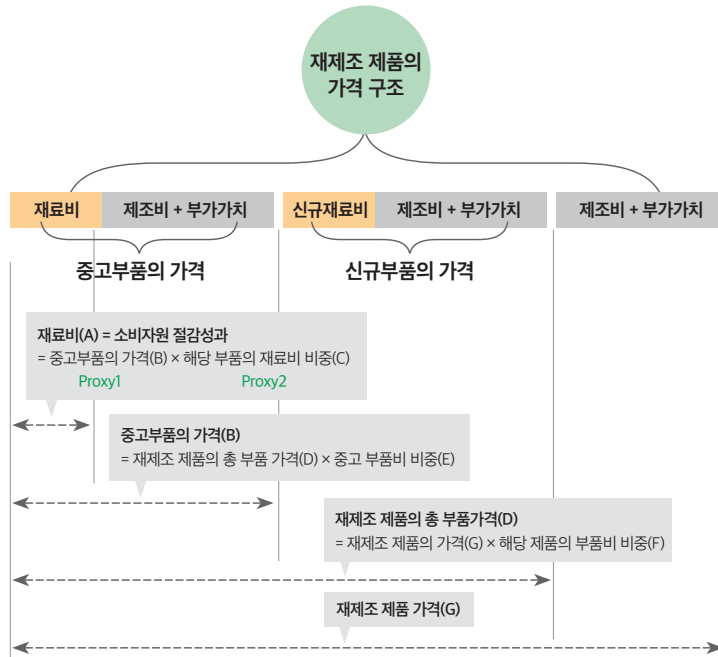 재제조 제품의
가격 구조
재료비
제조비 + 부가가치
신규재료비
제조비 + 부가가치
제조비 + 부가가치
중고부품의 가격
신규부품의 가격
재료비(A) = 소비자원 절감성과
= 중고부품의 가격(B) × 해당 부품의 재료비 비중(C)
Proxy1
Proxy2
중고부품의 가격(B)
= 재제조 제품의 총 부품 가격(D) × 중고 부품비 비중(E)
재제조 제품의 총 부품가격(D)
= 재제조 제품의 가격(G) × 해당 제품의 부품비 비중(F)
재제조 제품 가격(G)